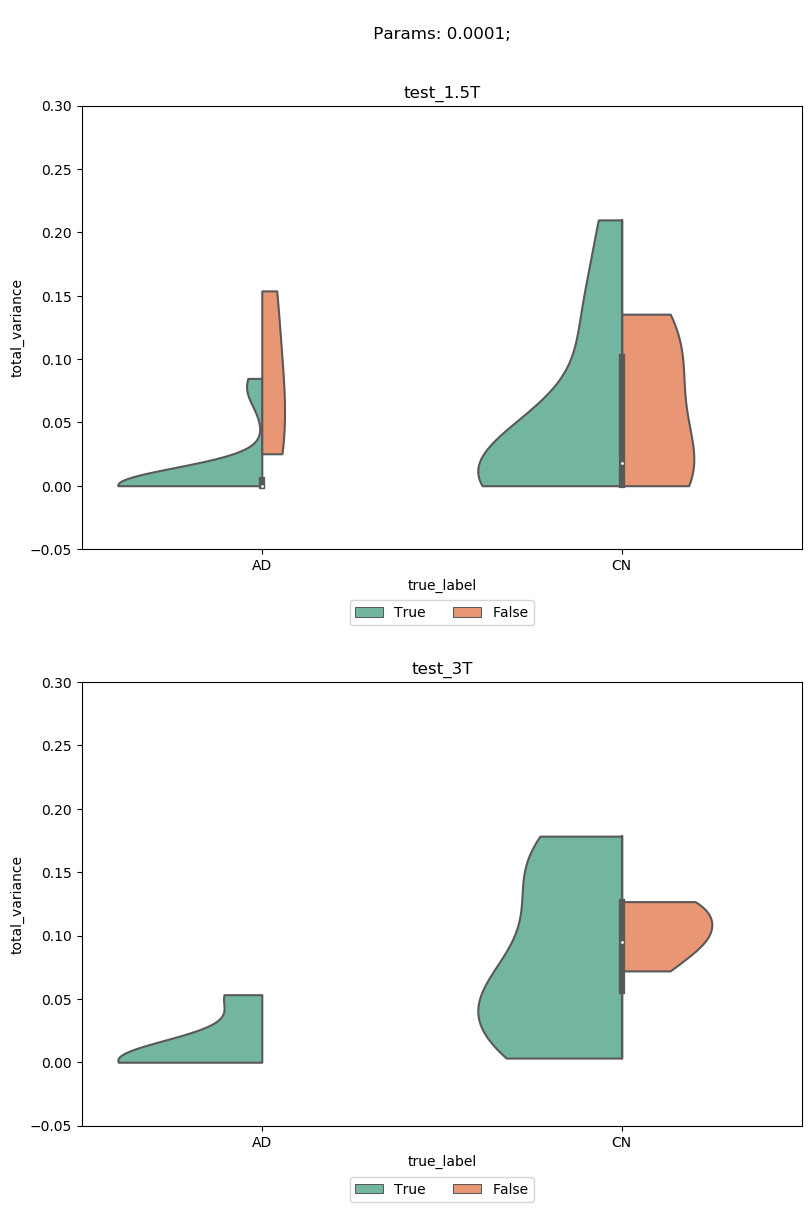 Params: 0.0001;
test_1.5T
0.30
0.25
0.20
0.15
0.10
0.05
0.00
−0.05
total_variance
AD CN
true_label
True False
test_3T
0.30
0.25
0.20
0.15
0.10
0.05
0.00
−0.05
total_variance
AD CN
true_label
True False